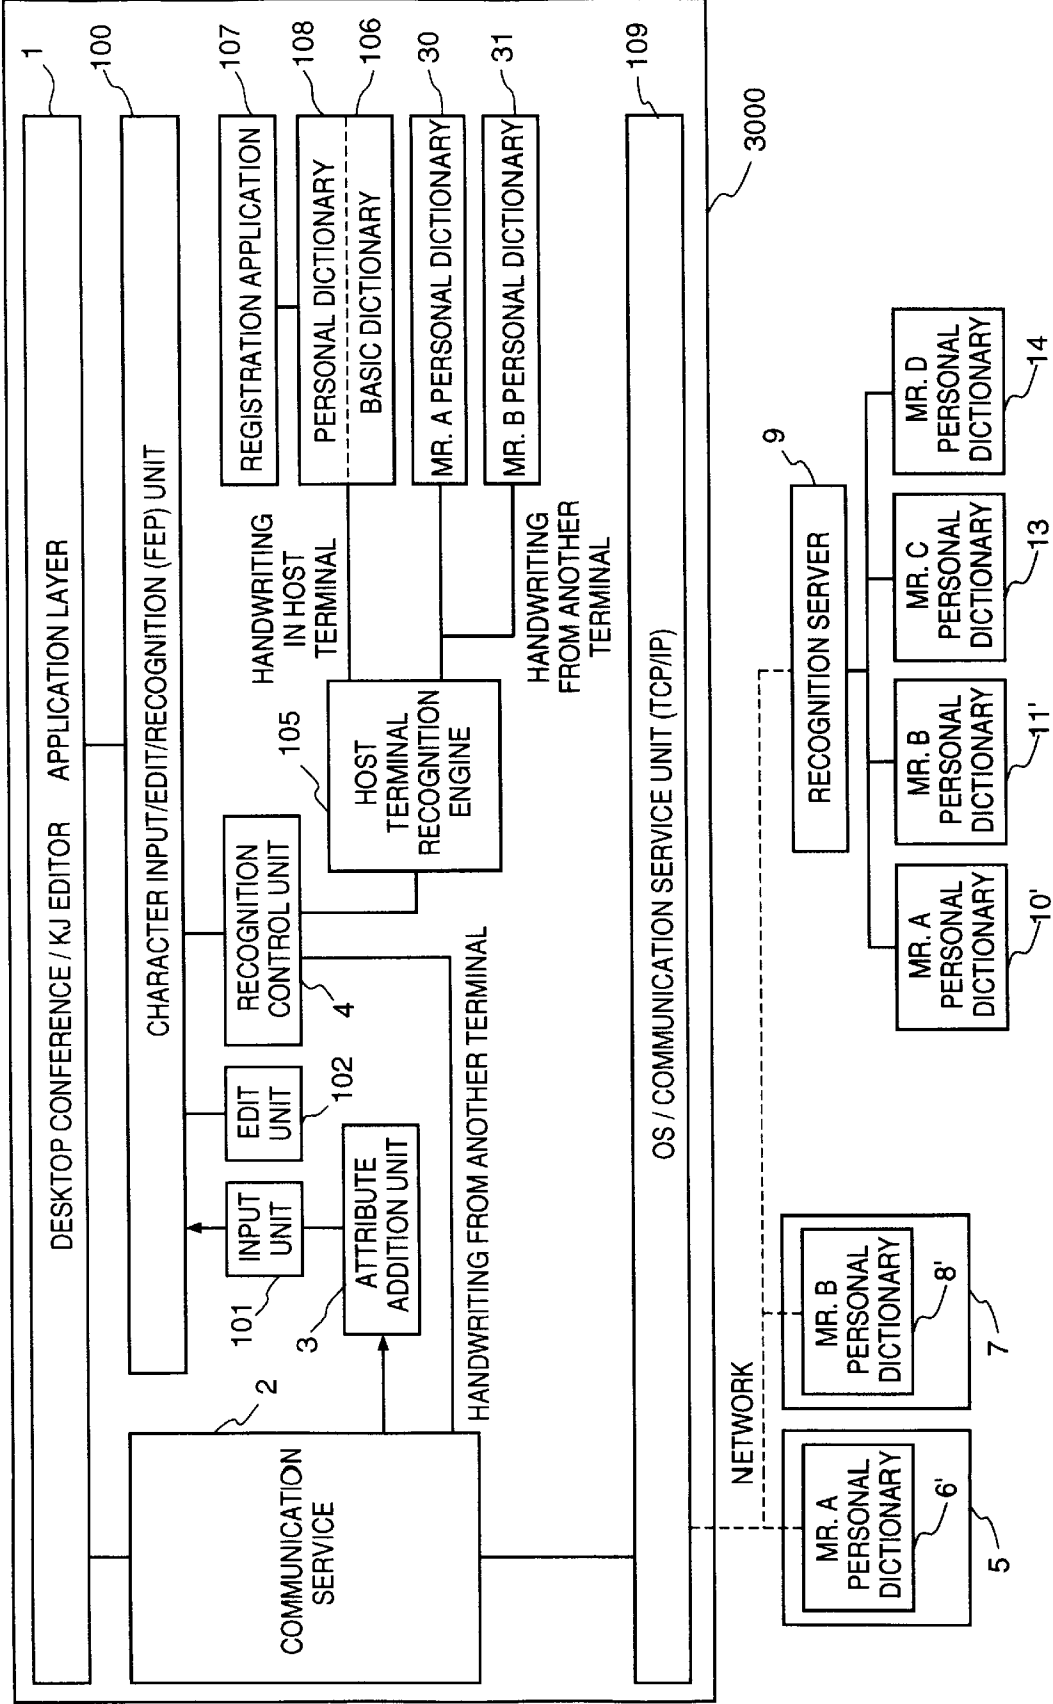 DESKTOP CONFERENCE / KJ EDITOR APPLICATION LAYER
1
CHARACTER INPUT/EDIT/RECOGNITION (FEP) UNIT
100
COMMUNICATION
SERVICE
2
INPUT
UNIT
101
EDIT
UNIT
102
ATTRIBUTE
ADDITION UNIT
3
RECOGNITION
CONTROL UNIT
4
HANDWRITING FROM ANOTHER TERMINAL
HOST
TERMINAL
RECOGNITION
ENGINE
105
HANDWRITING
IN HOST
TERMINAL
HANDWRITING
FROM ANOTHER
TERMINAL
REGISTRATION APPLICATION
107
PERSONAL DICTIONARY
108
BASIC DICTIONARY
106
MR. A PERSONAL DICTIONARY
30
MR. B PERSONAL DICTIONARY
31
OS / COMMUNICATION SERVICE UNIT (TCP/IP)
109
3000
NETWORK
MR. A
PERSONAL
DICTIONARY
6'
5
MR. B
PERSONAL
DICTIONARY
8'
7
RECOGNITION SERVER
9
MR. A
PERSONAL
DICTIONARY
10'
MR. B
PERSONAL
DICTIONARY
11'
MR. C
PERSONAL
DICTIONARY
13
MR. D
PERSONAL
DICTIONARY
14